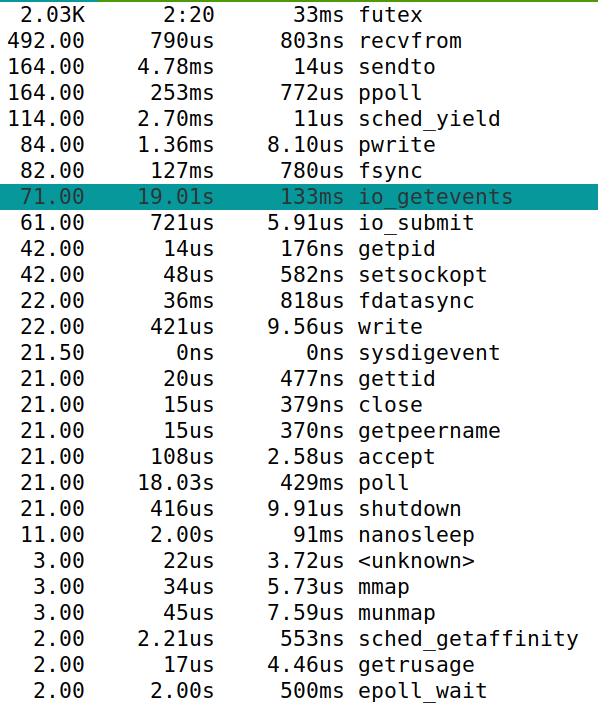 2.03K 2:20 33ms futex
492.00 790us 803ns recvfrom
164.00 4.78ms 14us sendto
164.00 253ms 772us ppoll
114.00 2.70ms 11us sched_yield
84.00 1.36ms 8.10us pwrite
82.00 127ms 780us fsync
71.00 19.01s 133ms io_getevents
61.00 721us 5.91us io_submit
42.00 14us 176ns getpid
42.00 48us 582ns setsockopt
22.00 36ms 818us fdatasync
22.00 421us 9.56us write
21.50 0ns 0ns sysdigevent
21.00 20us 477ns gettid
21.00 15us 379ns close
21.00 15us 370ns getpeername
21.00 108us 2.58us accept
21.00 18.03s 429ms poll
21.00 416us 9.91us shutdown
11.00 2.00s 91ms nanosleep
3.00 22us 3.72us <unknown>
3.00 34us 5.73us mmap
3.00 45us 7.59us munmap
2.00 2.21us 553ns sched_getaffinity
2.00 17us 4.46us getrusage
2.00 2.00s 500ms epoll_wait